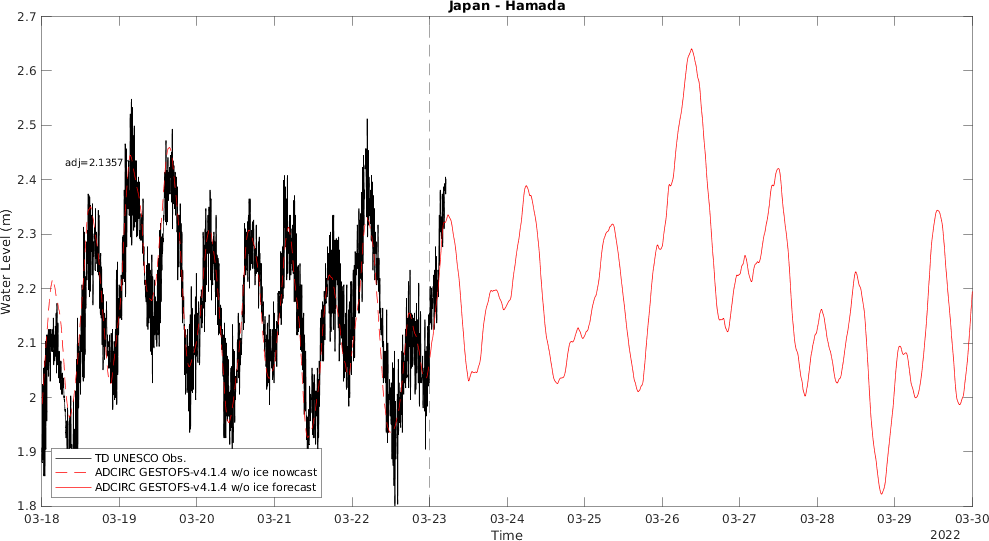 Japan - Hamada
2.7
2.6
2.5
2.4
2.3
2.2
2.1
2
1.9
1.8
Water Level (m)
adj=2.1357
TD UNESCO Obs.
ADCIRC GESTOFS-v4.1.4 w/o ice nowcast
ADCIRC GESTOFS-v4.1.4 w/o ice forecast
03-18 03-19 03-20 03-21 03-22 03-23 03-24 03-25 03-26 03-27 03-28 03-29 03-30
Time
2022